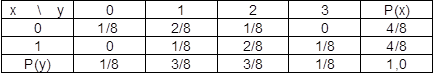 x \ y 0 1 2 3 P(x)
0 1/8 2/8 1/8 0 4/8
1 0 1/8 2/8 1/8 4/8
P(y) 1/8 3/8 3/8 1/8 1,0